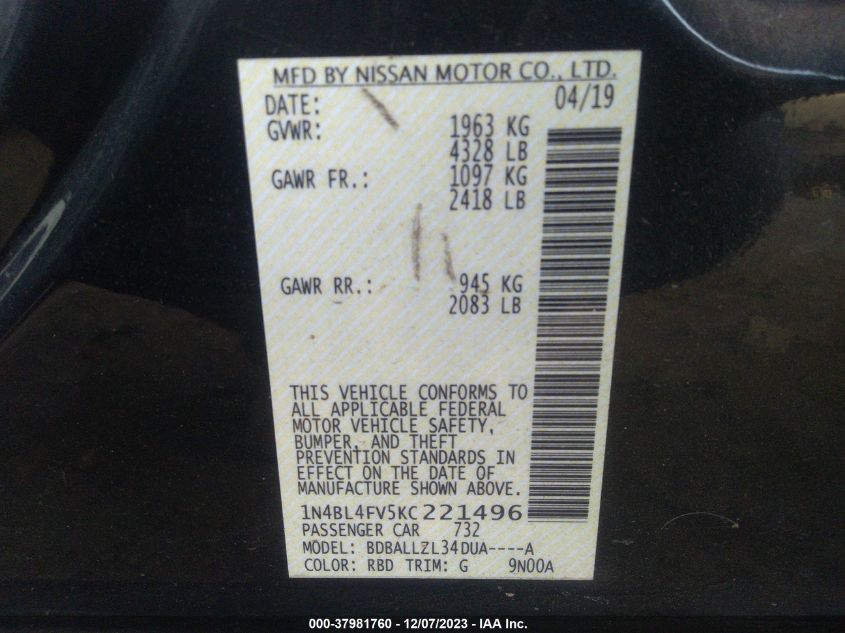 MFD BY NISSAN MOTOR CO., LTD.
DATE: 04/19
GVWR: 1963 KG
4328 LB
GAWR FR.: 1097 KG
2418 LB
GAWR RR.: 945 KG
2083 LB
THIS VEHICLE CONFORMS TO
ALL APPLICABLE FEDERAL
MOTOR VEHICLE SAFETY,
BUMPER, AND THEFT
PREVENTION STANDARDS IN
EFFECT ON THE DATE OF
MANUFACTURE SHOWN ABOVE.
1N4BL4FV5KC221496
PASSENGER CAR 732
MODEL: BDBALLZL34DUA----A
COLOR: RBD TRIM: G 9N00A
000-37981760 - 12/07/2023 - IAA Inc.